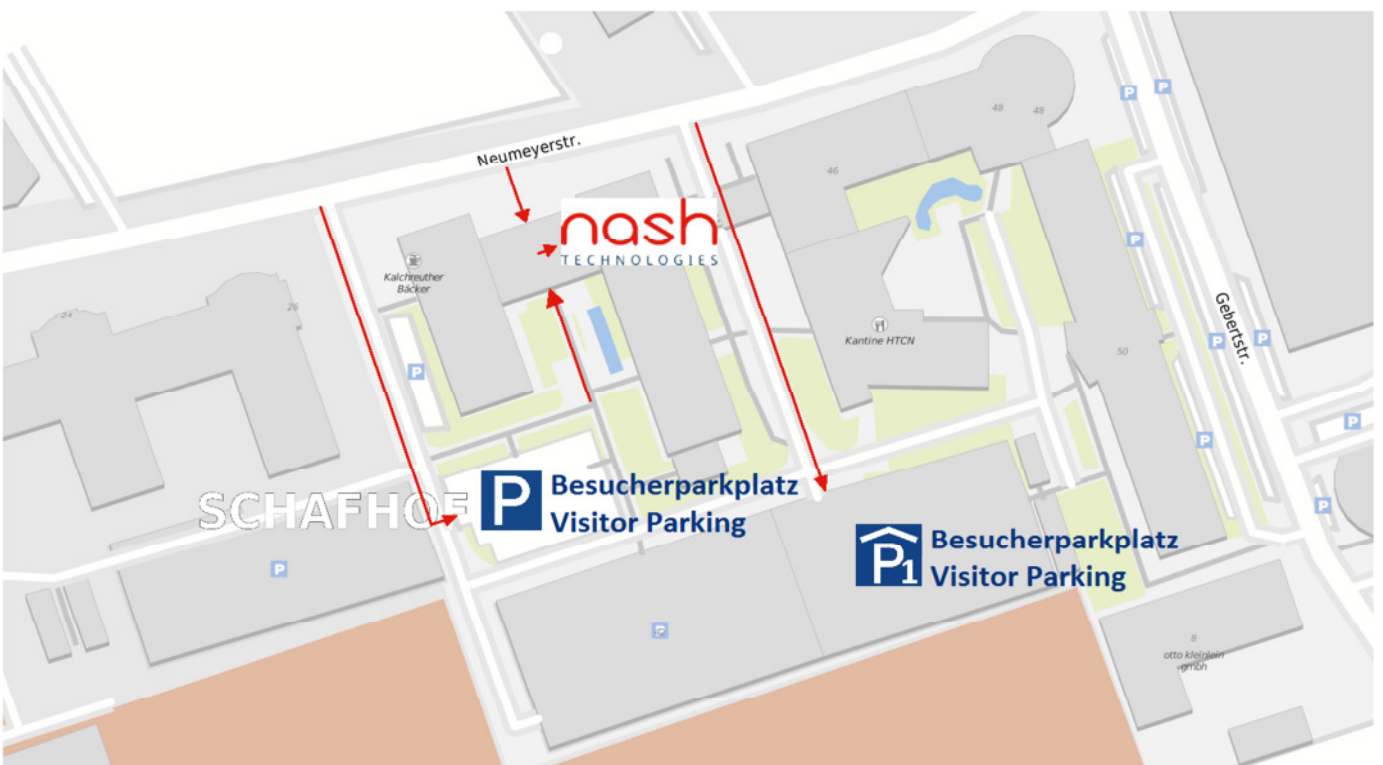 P
P
48
48
Neumeyerstr.
46
nash
TECHNOLOGIES
P
Kalchreuther
Bäcker
26
Gebertstr.
P
P
Kantine HTCN
50
P
P
P
SCHAFHOF
P
Besucherparkplatz
Visitor Parking
P
P1
Besucherparkplatz
Visitor Parking
P
P
8
otto kleinlein
gmbh